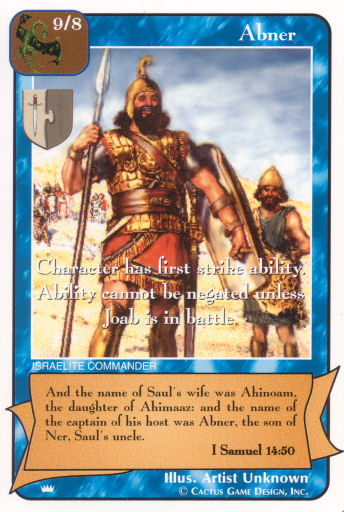 9/8
Abner
Character has first strike ability.
Ability cannot be negated unless
Joab is in battle.
ISRAELITE COMMANDER
And the name of Saul's wife was Ahinoam,
the daughter of Ahimaaz: and the name of
the captain of his host was Abner, the son of
Ner, Saul's uncle.
I Samuel 14:50
Illus. Artist Unknown
© Cactus Game Design, Inc.